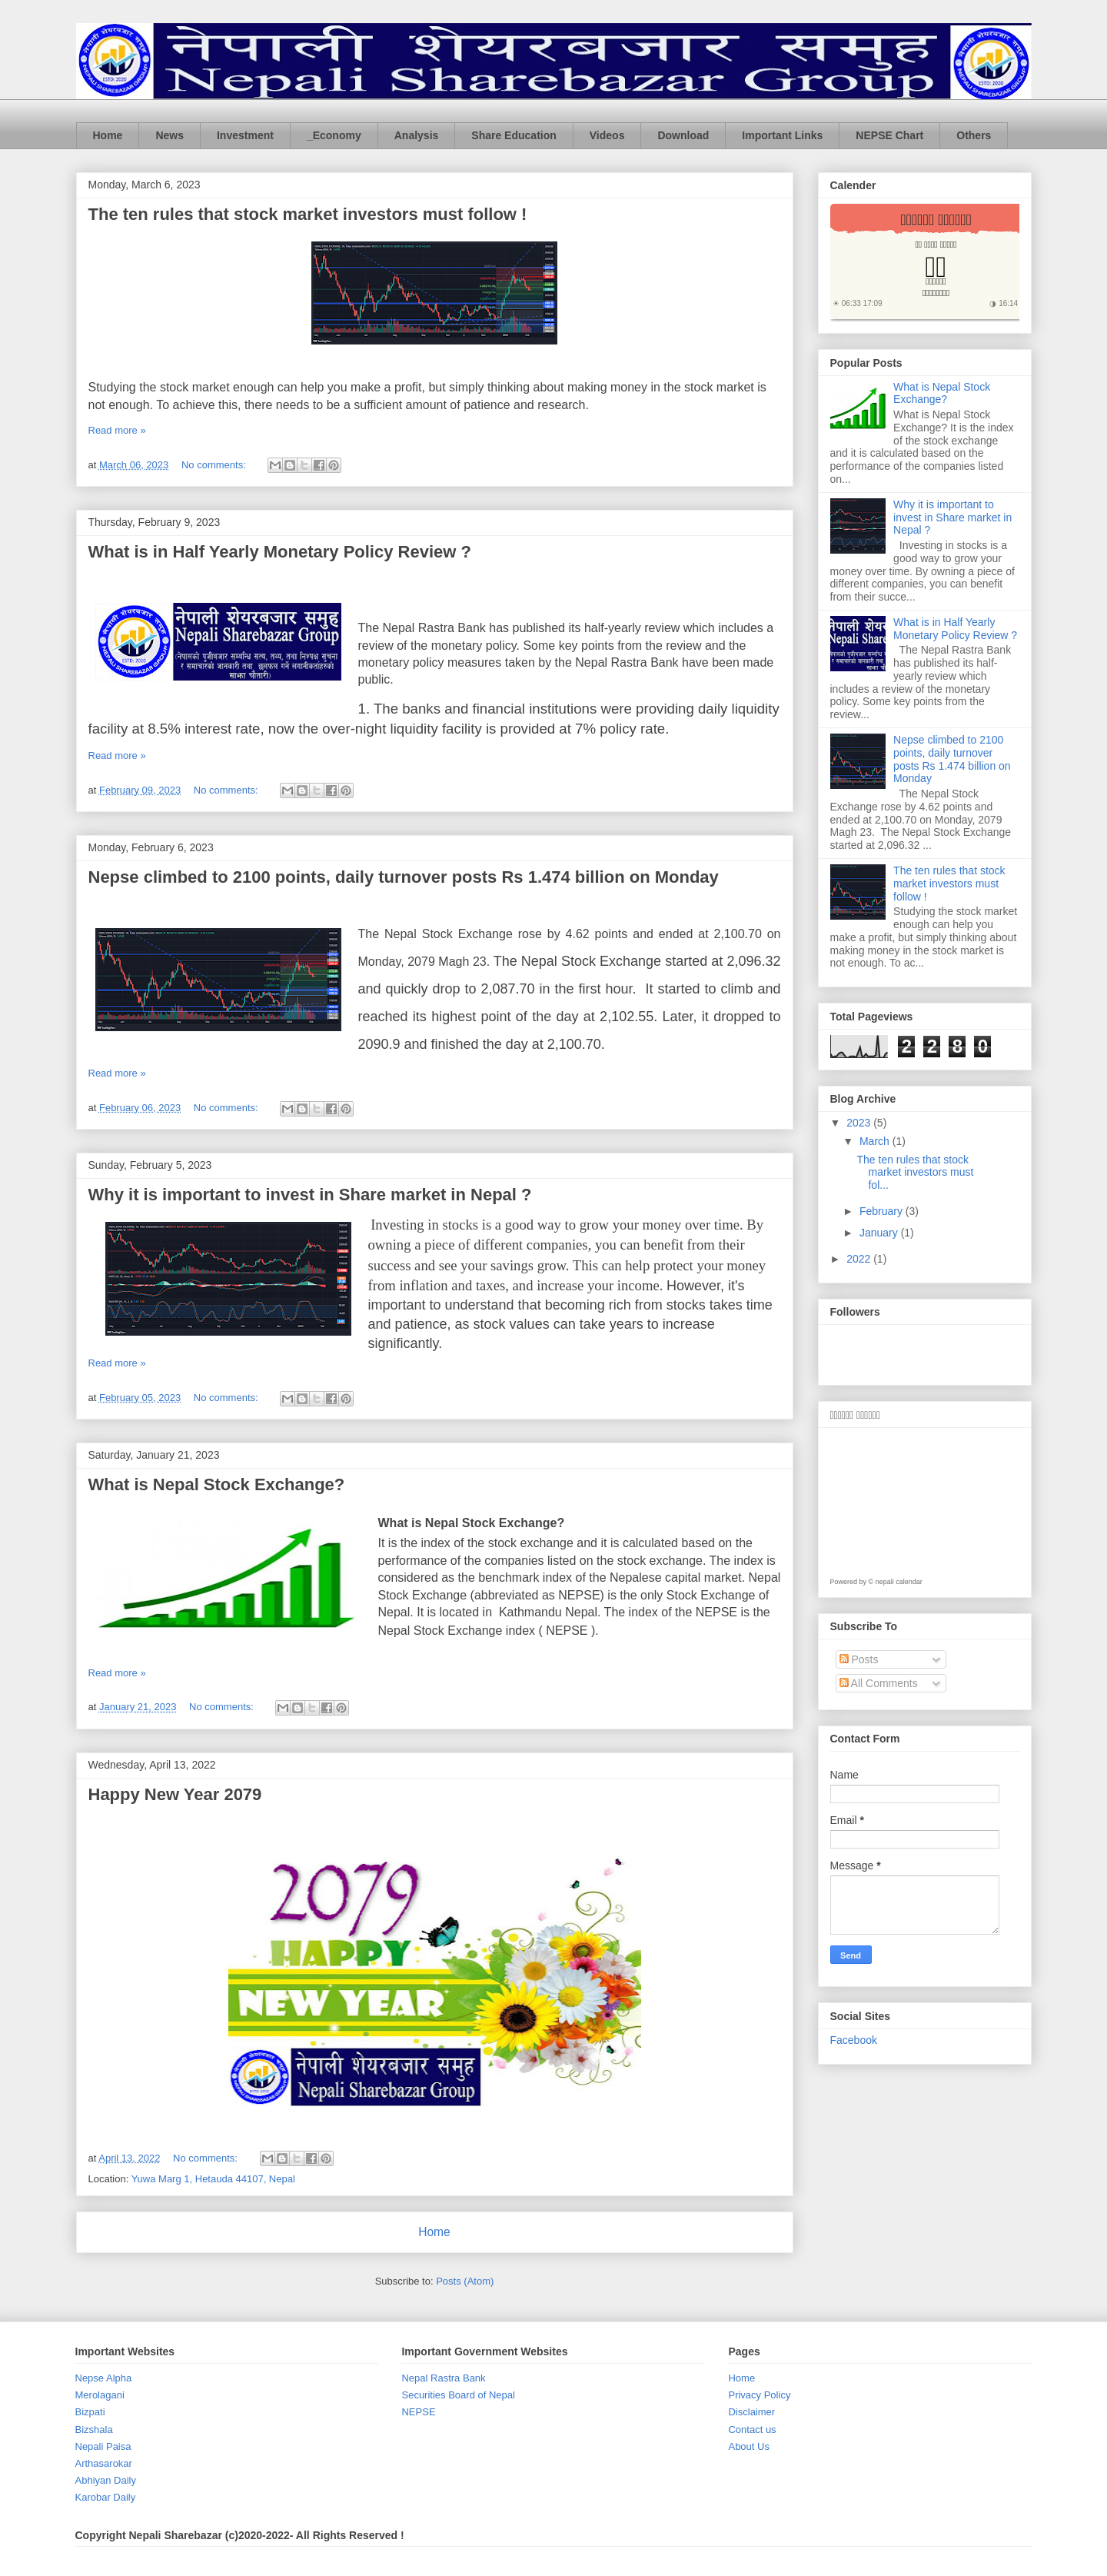 नेपाली शेयरबजार समुह
Nepali Sharebazar Group
Home News Investment _Economy Analysis Share Education Videos Download Important Links NEPSE Chart Others
Monday, March 6, 2023
The ten rules that stock market investors must follow !
Studying the stock market enough can help you make a profit, but simply thinking about making money in the stock market is
not enough. To achieve this, there needs to be a sufficient amount of patience and research.
Read more »
at March 06, 2023 No comments:
Thursday, February 9, 2023
What is in Half Yearly Monetary Policy Review ?
नेपाली शेयरबजार समुह
Nepali Sharebazar Group
The Nepal Rastra Bank has published its half-yearly review which includes a
review of the monetary policy. Some key points from the review and the
monetary policy measures taken by the Nepal Rastra Bank have been made
public.
1. The banks and financial institutions were providing daily liquidity
facility at 8.5% interest rate, now the over-night liquidity facility is provided at 7% policy rate.
Read more »
at February 09, 2023 No comments:
Monday, February 6, 2023
Nepse climbed to 2100 points, daily turnover posts Rs 1.474 billion on Monday
The Nepal Stock Exchange rose by 4.62 points and ended at 2,100.70 on
Monday, 2079 Magh 23. The Nepal Stock Exchange started at 2,096.32
and quickly drop to 2,087.70 in the first hour. It started to climb and
reached its highest point of the day at 2,102.55. Later, it dropped to
2090.9 and finished the day at 2,100.70.
Read more »
at February 06, 2023 No comments:
Sunday, February 5, 2023
Why it is important to invest in Share market in Nepal ?
Investing in stocks is a good way to grow your money over time. By
owning a piece of different companies, you can benefit from their
success and see your savings grow. This can help protect your money
from inflation and taxes, and increase your income. However, it's
important to understand that becoming rich from stocks takes time
and patience, as stock values can take years to increase
significantly.
Read more »
at February 05, 2023 No comments:
Saturday, January 21, 2023
What is Nepal Stock Exchange?
What is Nepal Stock Exchange?
It is the index of the stock exchange and it is calculated based on the
performance of the companies listed on the stock exchange. The index is
considered as the benchmark index of the Nepalese capital market. Nepal
Stock Exchange (abbreviated as NEPSE) is the only Stock Exchange of
Nepal. It is located in Kathmandu Nepal. The index of the NEPSE is the
Nepal Stock Exchange index ( NEPSE ).
Read more »
at January 21, 2023 No comments:
Wednesday, April 13, 2022
Happy New Year 2079
2079
HAPPY
NEW YEAR
नेपाली शेयरबजार समुह
Nepali Sharebazar Group
at April 13, 2022 No comments:
Location: Yuwa Marg 1, Hetauda 44107, Nepal
Home
Subscribe to: Posts (Atom)
Calender
06:33 17:09 16:14
Popular Posts
What is Nepal Stock
Exchange?
What is Nepal Stock
Exchange? It is the index
of the stock exchange
and it is calculated based on the
performance of the companies listed
on...
Why it is important to
invest in Share market in
Nepal ?
Investing in stocks is a
good way to grow your
money over time. By owning a piece of
different companies, you can benefit
from their succe...
What is in Half Yearly
Monetary Policy Review ?
The Nepal Rastra Bank
has published its half-
yearly review which
includes a review of the monetary
policy. Some key points from the
review...
Nepse climbed to 2100
points, daily turnover
posts Rs 1.474 billion on
Monday
The Nepal Stock
Exchange rose by 4.62 points and
ended at 2,100.70 on Monday, 2079
Magh 23. The Nepal Stock Exchange
started at 2,096.32 ...
The ten rules that stock
market investors must
follow !
Studying the stock market
enough can help you
make a profit, but simply thinking about
making money in the stock market is
not enough. To ac...
Total Pageviews
2 2 8 0
Blog Archive
▼ 2023 (5)
▼ March (1)
The ten rules that stock
market investors must
fol...
► February (3)
► January (1)
► 2022 (1)
Followers
Powered by © nepali calendar
Subscribe To
Posts
All Comments
Contact Form
Name
Email *
Message *
Send
Social Sites
Facebook
Important Websites
Nepse Alpha
Merolagani
Bizpati
Bizshala
Nepali Paisa
Arthasarokar
Abhiyan Daily
Karobar Daily
Important Government Websites
Nepal Rastra Bank
Securities Board of Nepal
NEPSE
Pages
Home
Privacy Policy
Disclaimer
Contact us
About Us
Copyright Nepali Sharebazar (c)2020-2022- All Rights Reserved !